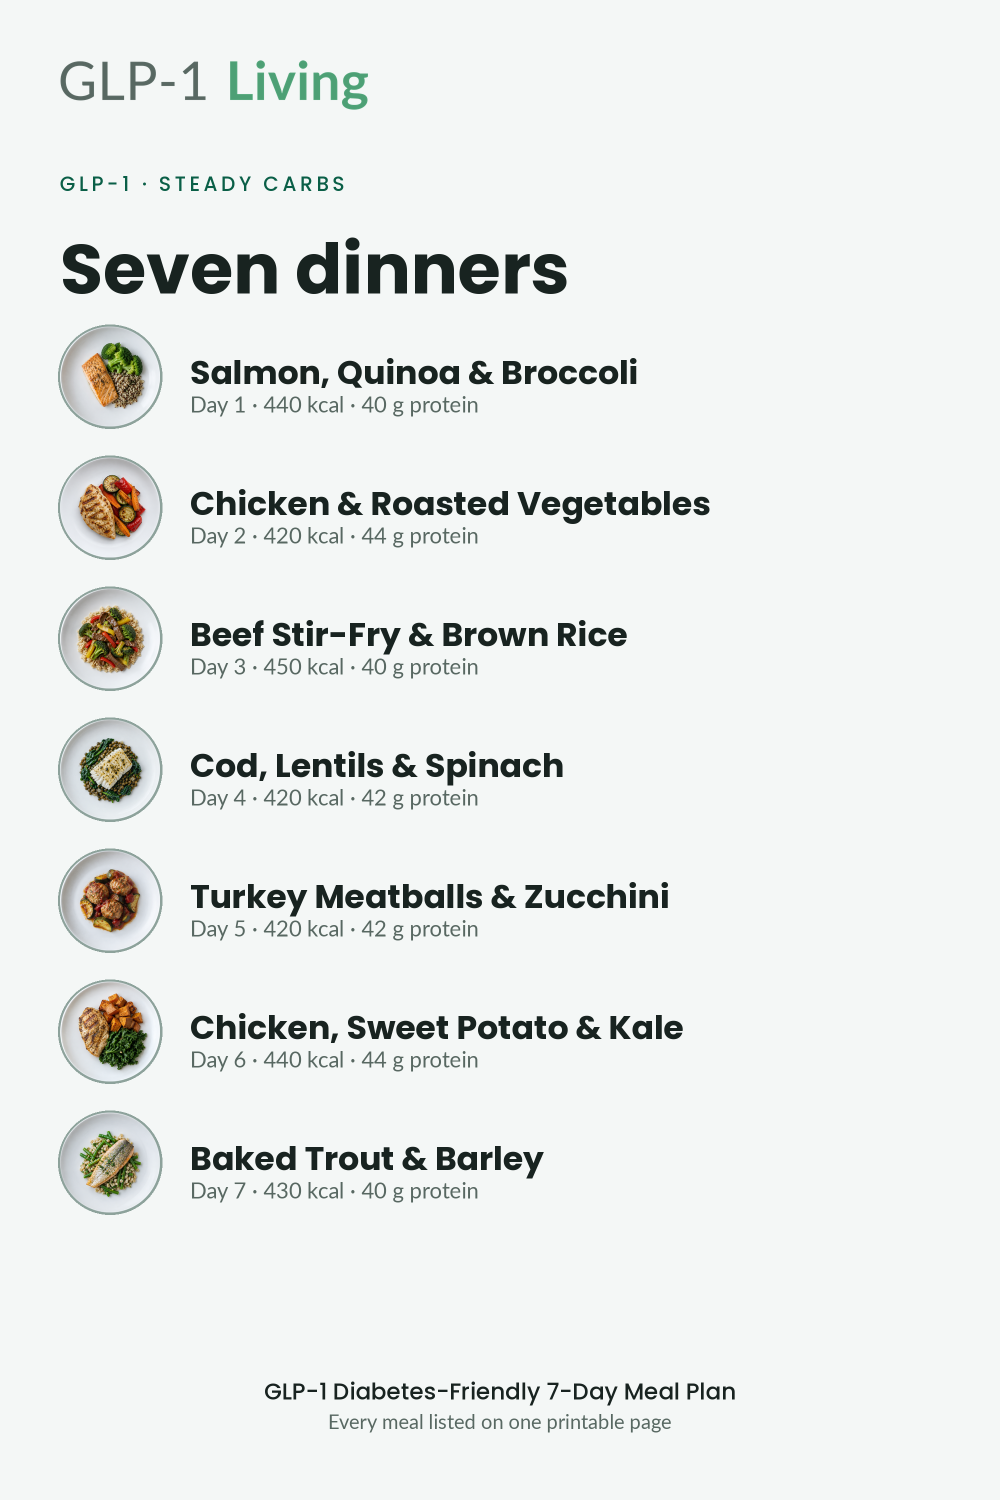 GLP-1 Living
GLP-1 · STEADY CARBS
Seven dinners
Salmon, Quinoa & Broccoli
Day 1 · 440 kcal · 40 g protein
Chicken & Roasted Vegetables
Day 2 · 420 kcal · 44 g protein
Beef Stir-Fry & Brown Rice
Day 3 · 450 kcal · 40 g protein
Cod, Lentils & Spinach
Day 4 · 420 kcal · 42 g protein
Turkey Meatballs & Zucchini
Day 5 · 420 kcal · 42 g protein
Chicken, Sweet Potato & Kale
Day 6 · 440 kcal · 44 g protein
Baked Trout & Barley
Day 7 · 430 kcal · 40 g protein
GLP-1 Diabetes-Friendly 7-Day Meal Plan
Every meal listed on one printable page